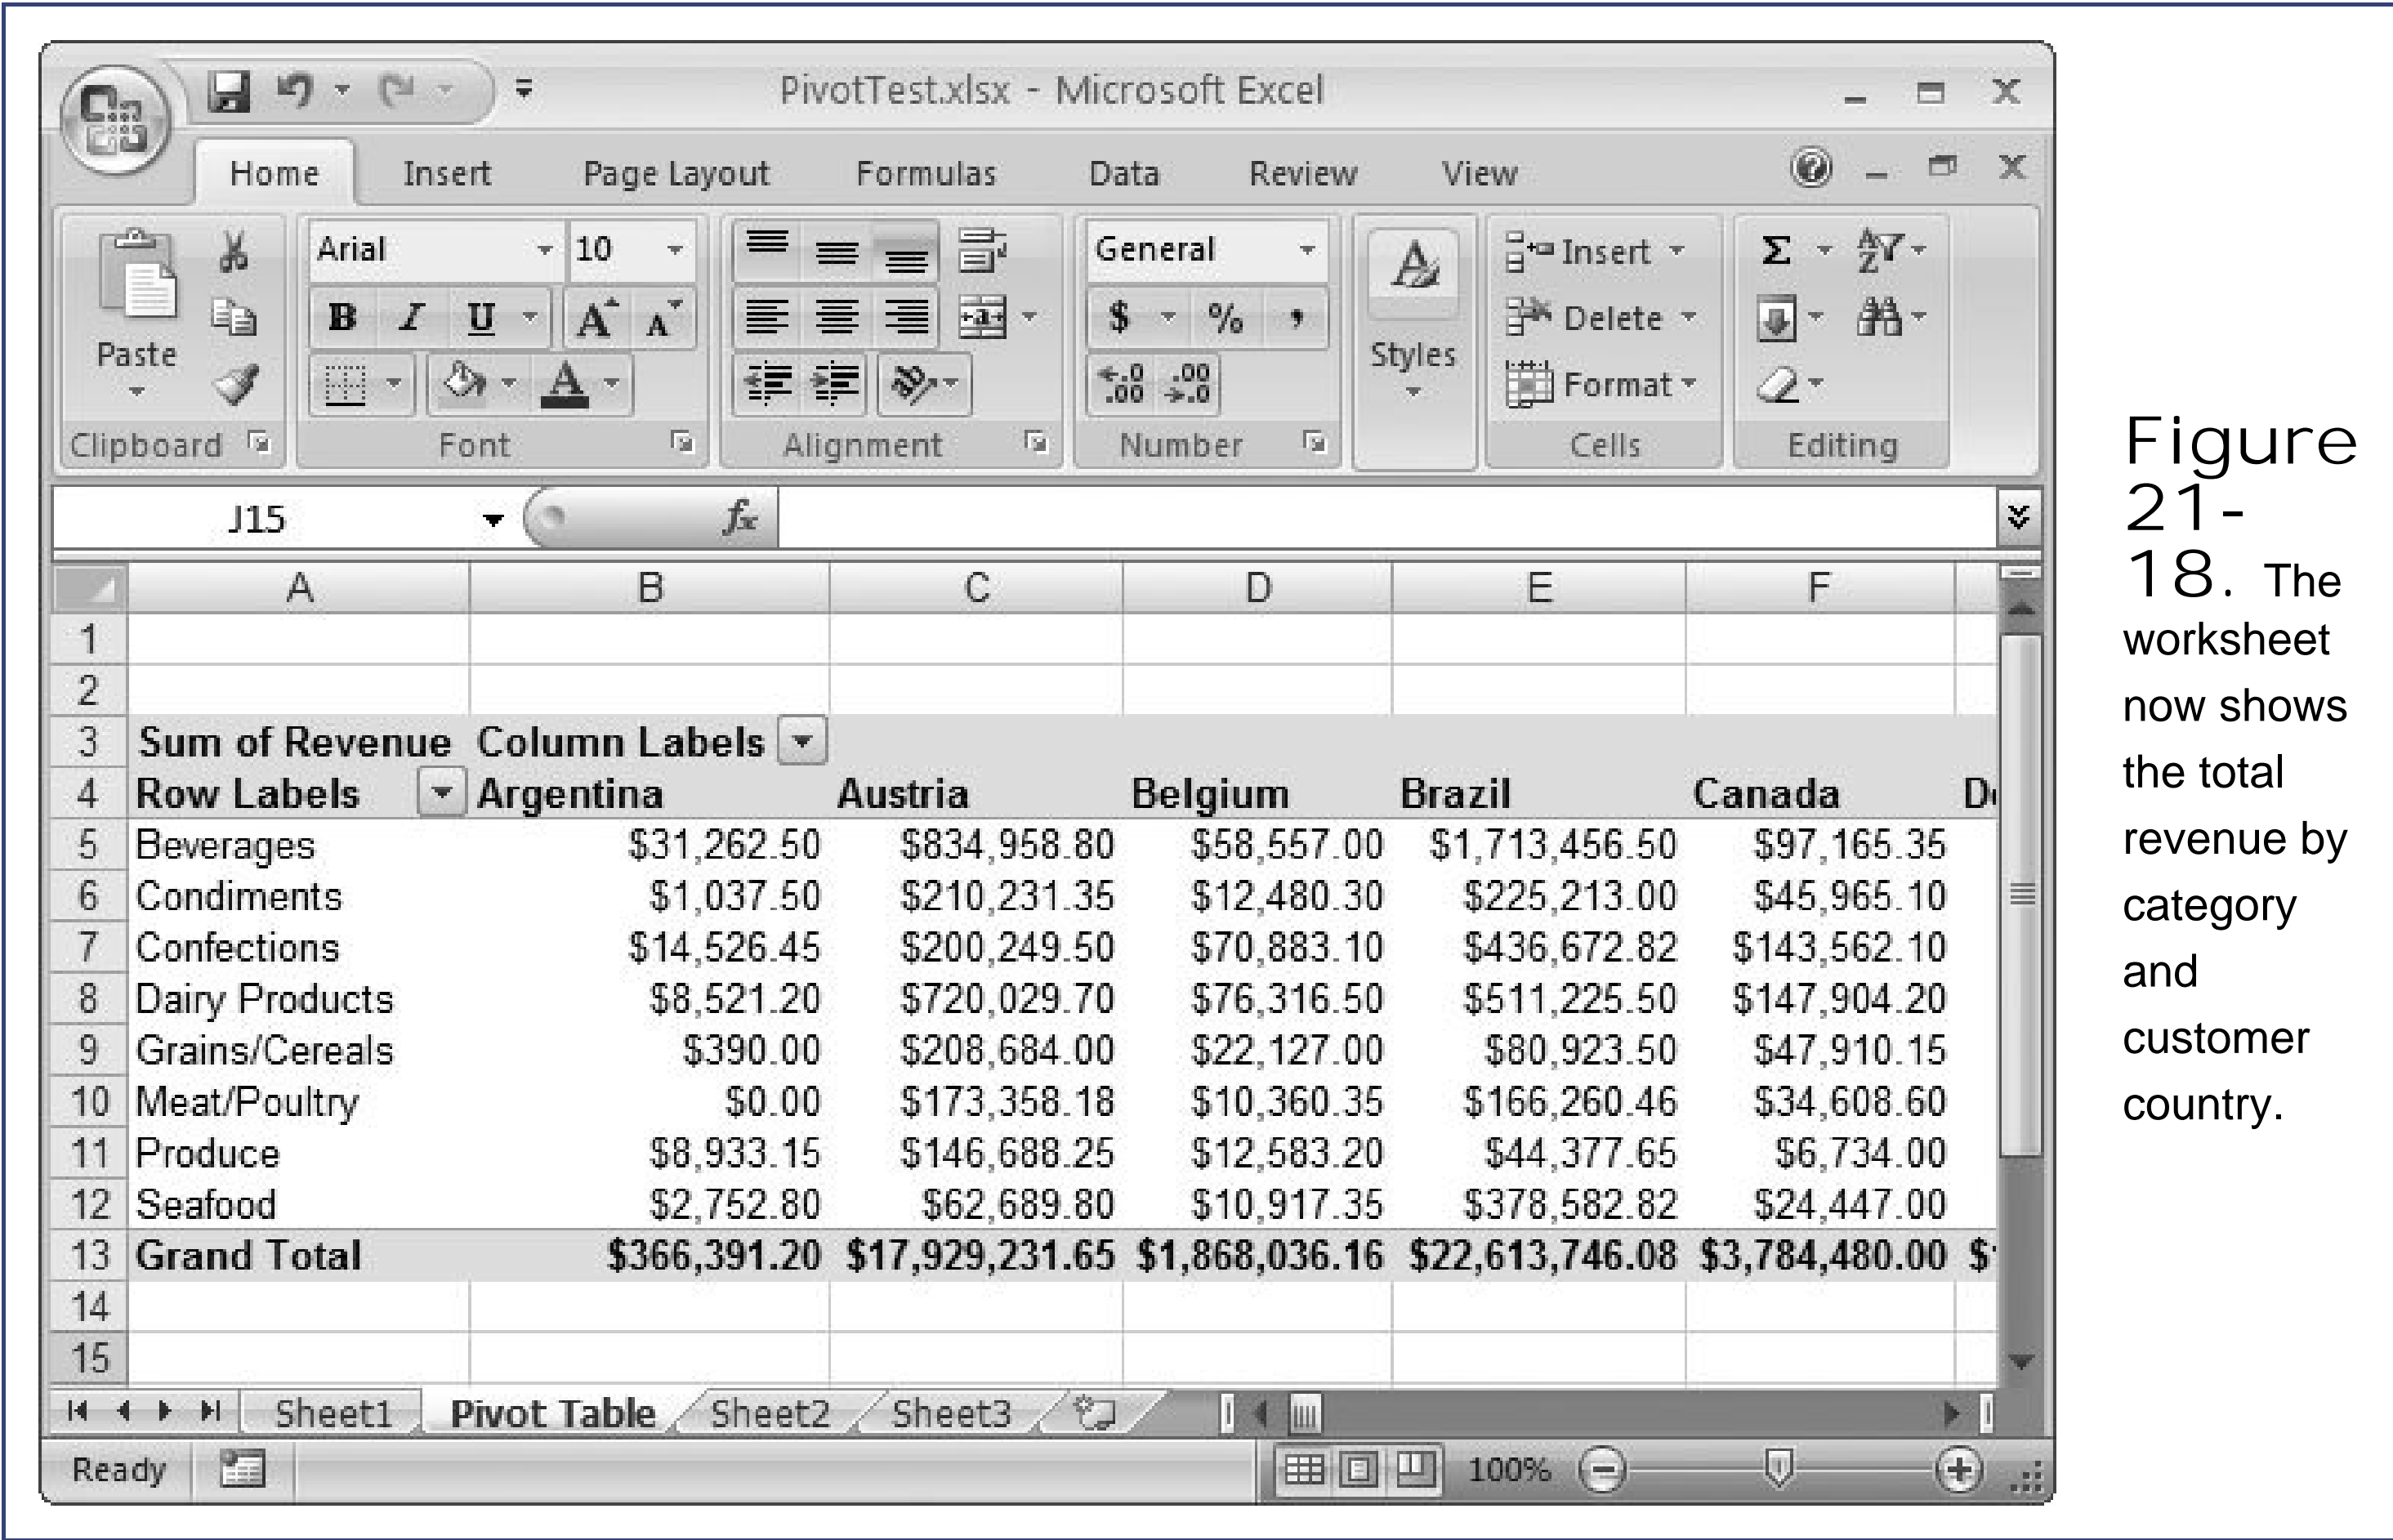 PivotTest.xlsx - Microsoft Excel
Home Insert Page Layout Formulas Data Review View
Arial 10 General Insert
B I U A A $ % , Delete
Paste Styles Format
Clipboard Font Alignment Number Cells Editing
J15 fx
A B C D E F
1
2
3 Sum of Revenue Column Labels
4 Row Labels Argentina Austria Belgium Brazil Canada
5 Beverages $31,262.50 $834,958.80 $58,557.00 $1,713,456.50 $97,165.35
6 Condiments $1,037.50 $210,231.35 $12,480.30 $225,213.00 $45,965.10
7 Confections $14,526.45 $200,249.50 $70,883.10 $436,672.82 $143,562.10
8 Dairy Products $8,521.20 $720,029.70 $76,316.50 $511,225.50 $147,904.20
9 Grains/Cereals $390.00 $208,684.00 $22,127.00 $80,923.50 $47,910.15
10 Meat/Poultry $0.00 $173,358.18 $10,360.35 $166,260.46 $34,608.60
11 Produce $8,933.15 $146,688.25 $12,583.20 $44,377.65 $6,734.00
12 Seafood $2,752.80 $62,689.80 $10,917.35 $378,582.82 $24,447.00
13 Grand Total $366,391.20 $17,929,231.65 $1,868,036.16 $22,613,746.08 $3,784,480.00
14
15
Sheet1 Pivot Table Sheet2 Sheet3
Ready 100%
Figure
21-
18. The
worksheet
now shows
the total
revenue by
category
and
customer
country.